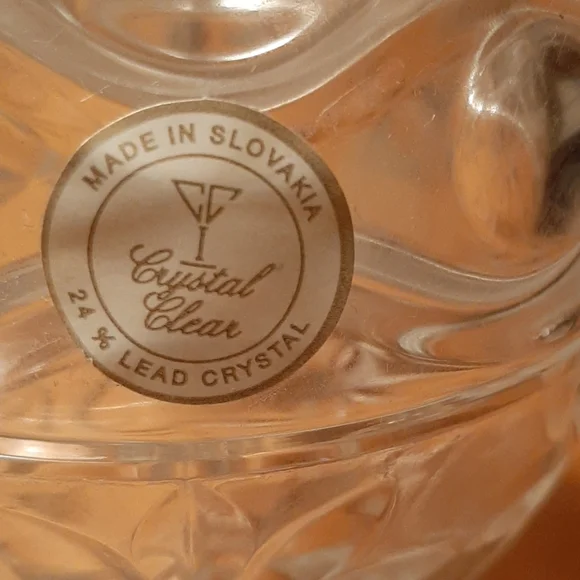 MADE IN SLOVAKIA
CC
Crystal
Clear
24 % LEAD CRYSTAL